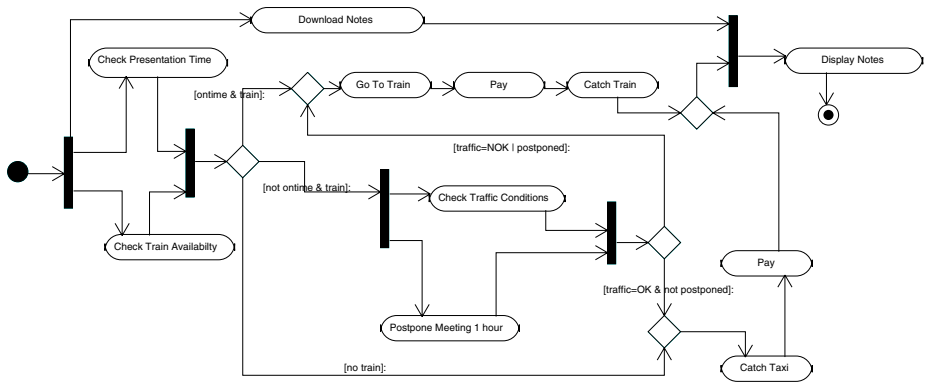 Download Notes
Check Presentation Time
Display Notes
Go To Train
Pay
Catch Train
[ontime & train]:
[traffic=NOK | postponed]:
[not ontime & train]:
Check Traffic Conditions
Check Train Availabilty
Pay
[traffic=OK & not postponed]:
Postpone Meeting 1 hour
[no train]:
Catch Taxi